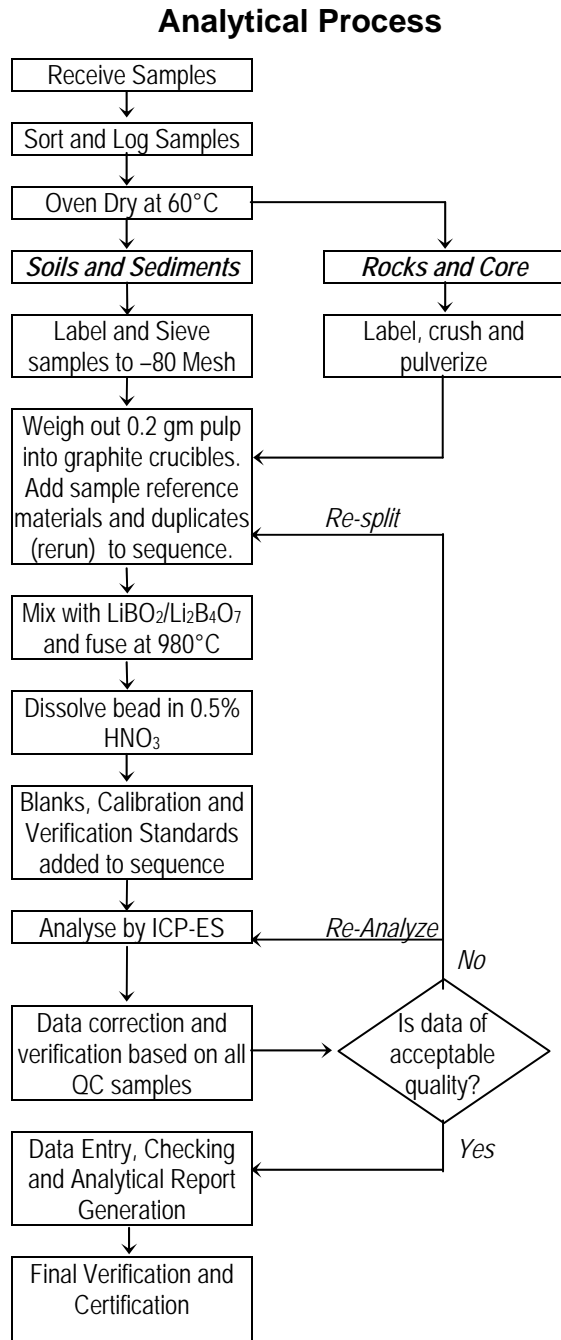 Analytical Process
Receive Samples
Sort and Log Samples
Oven Dry at 60°C
Soils and Sediments
Rocks and Core
Label and Sieve
samples to –80 Mesh
Label, crush and
pulverize
Weigh out 0.2 gm pulp
into graphite crucibles.
Add sample reference
materials and duplicates
(rerun) to sequence.
Re-split
Mix with LiBO₂/Li₂B₄O₇
and fuse at 980°C
Dissolve bead in 0.5%
HNO₃
Blanks, Calibration and
Verification Standards
added to sequence
Analyse by ICP-ES
Re-Analyze
No
Data correction and
verification based on all
QC samples
Is data of
acceptable
quality?
Yes
Data Entry, Checking
and Analytical Report
Generation
Final Verification and
Certification